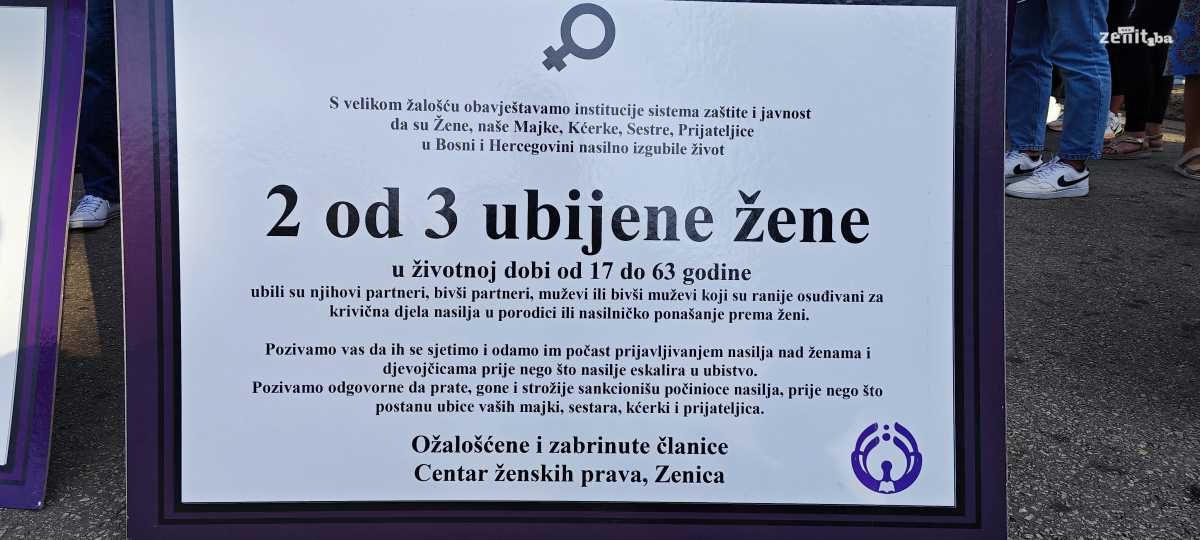 zenit.ba
S velikom žalošću obavještavamo institucije sistema zaštite i javnost
da su Žene, naše Majke, Kćerke, Sestre, Prijateljice
u Bosni i Hercegovini nasilno izgubile život
2 od 3 ubijene žene
u životnoj dobi od 17 do 63 godine
ubili su njihovi partneri, bivši partneri, muževi ili bivši muževi koji su ranije osuđivani za
krivična djela nasilja u porodici ili nasilničko ponašanje prema ženi.
Pozivamo vas da ih se sjetimo i odamo im počast prijavljivanjem nasilja nad ženama i
djevojčicama prije nego što nasilje eskalira u ubistvo.
Pozivamo odgovorne da prate, gone i strožije sankcionišu počinioce nasilja, prije nego što
postanu ubice vaših majki, sestara, kćerki i prijateljica.
Ožalošćene i zabrinute članice
Centar ženskih prava, Zenica